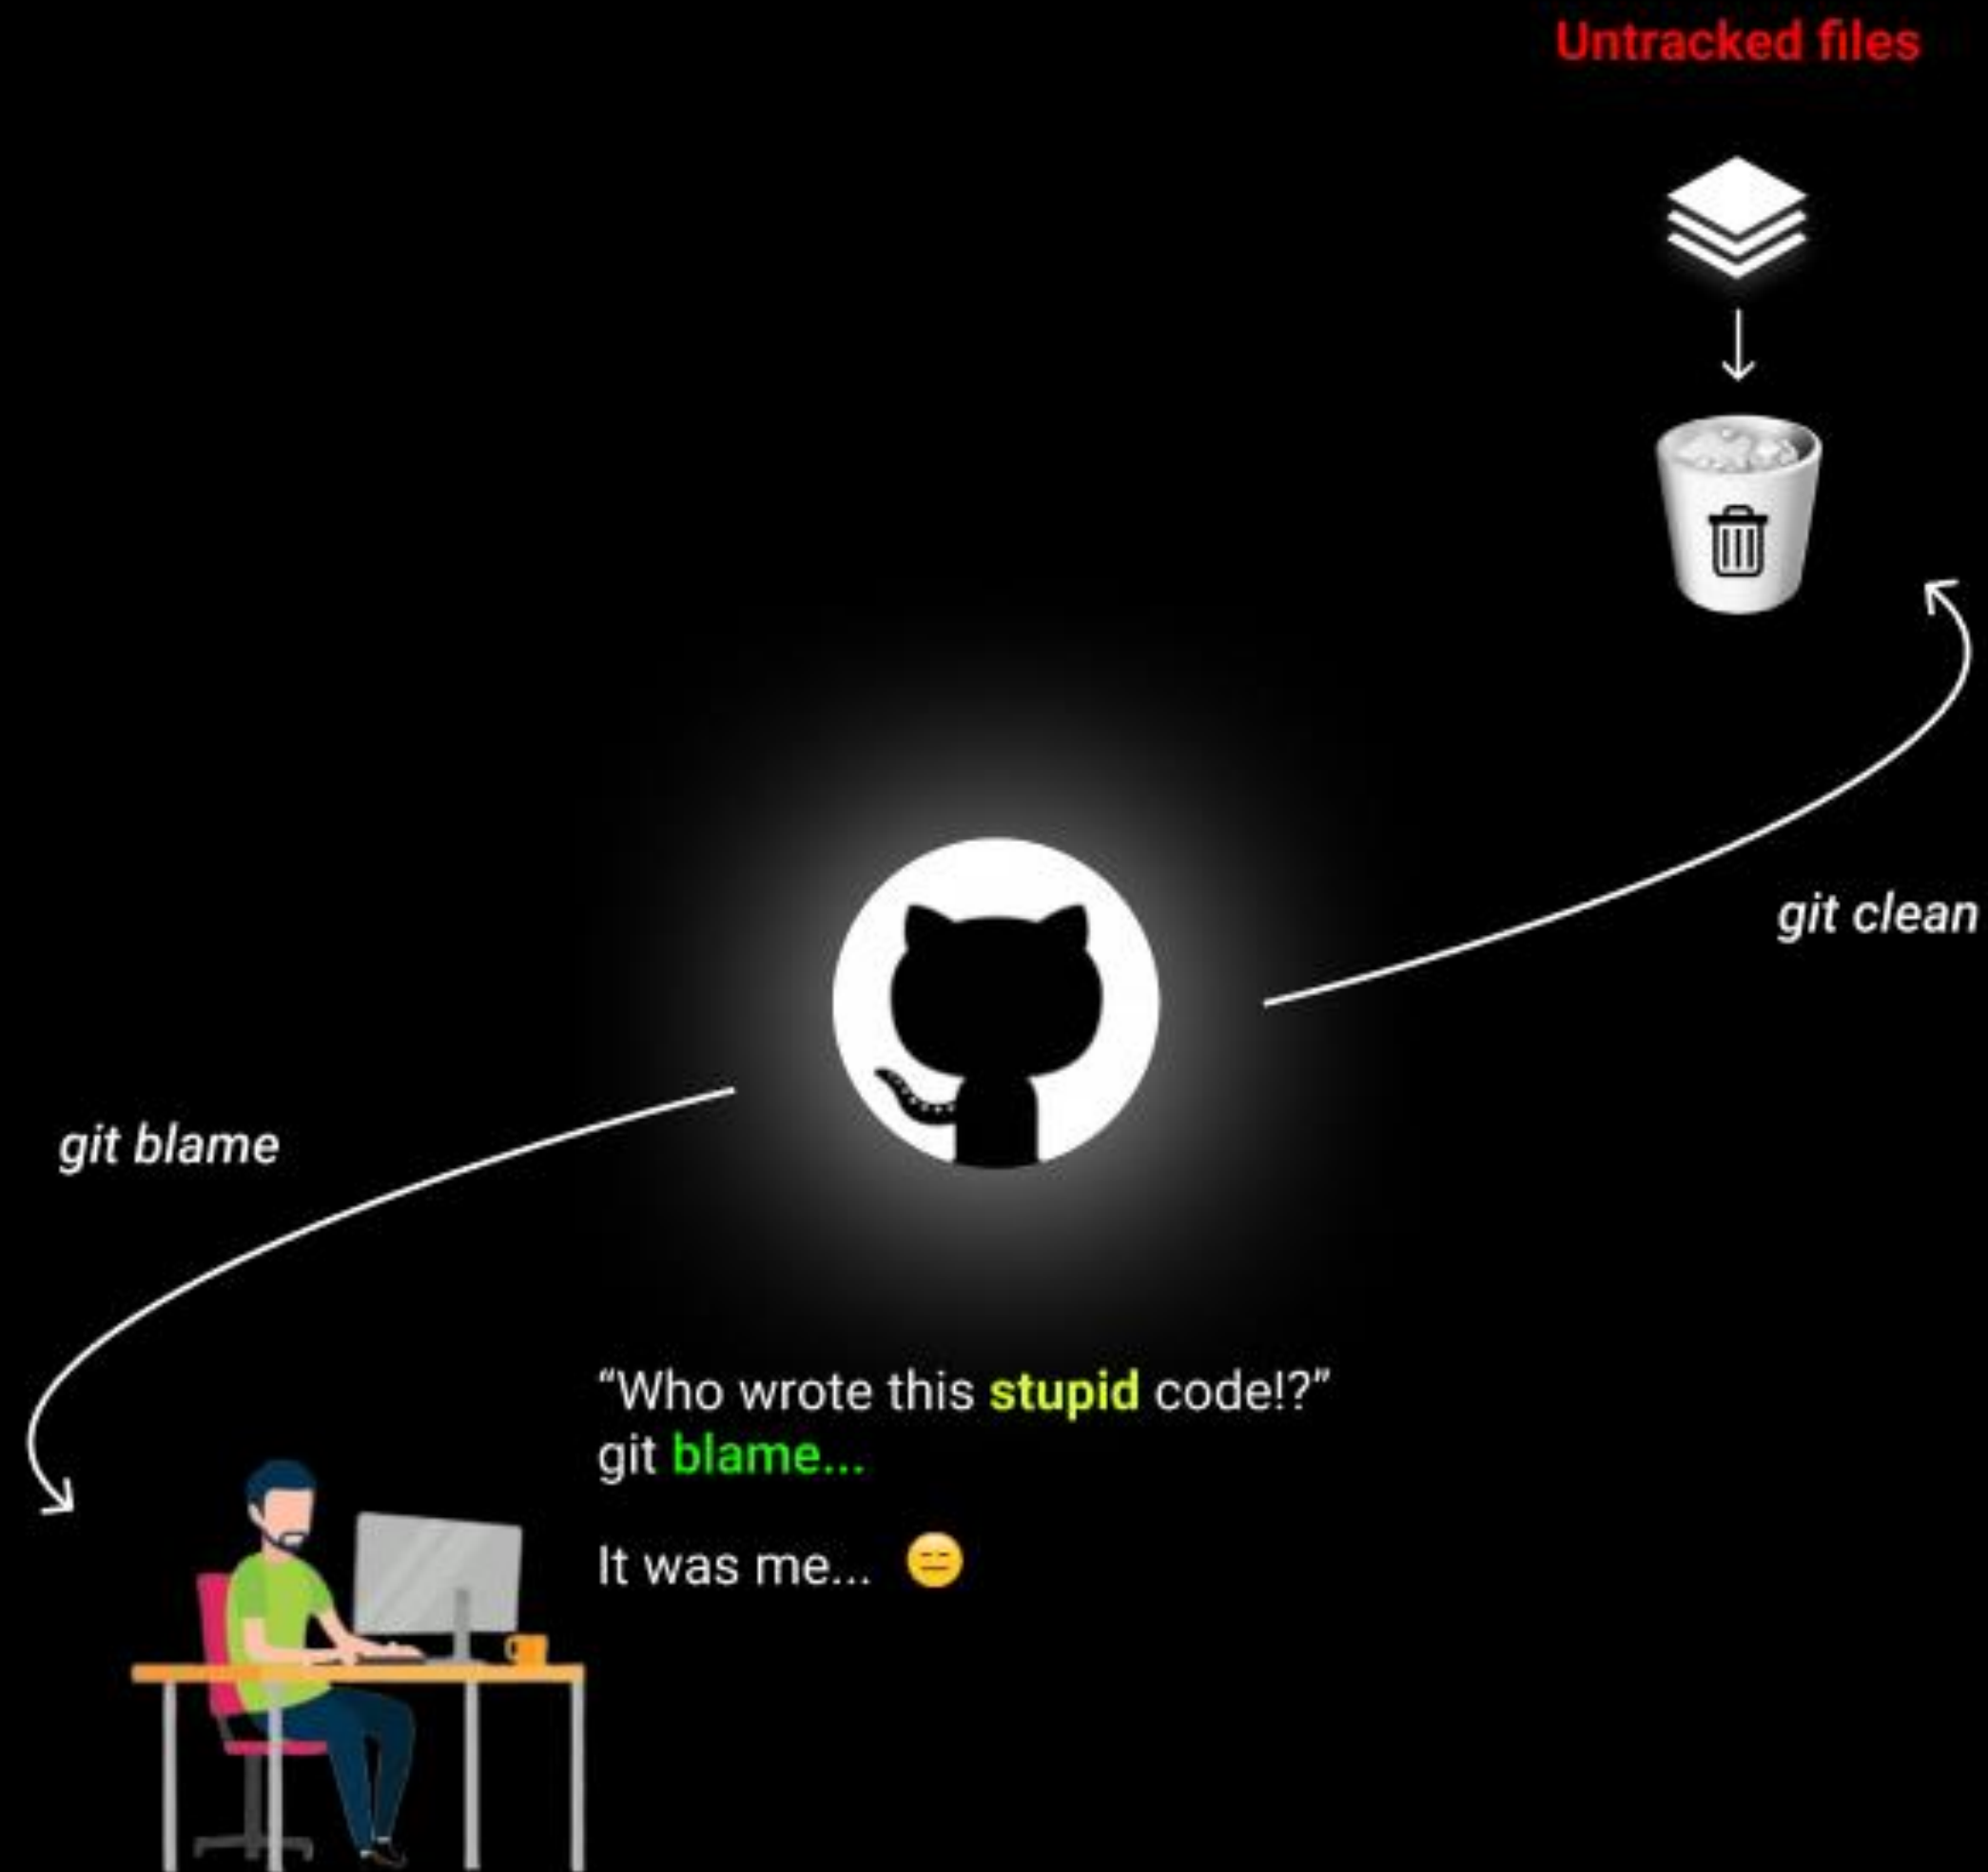 Untracked files
git clean
git blame
“Who wrote this stupid code!?”
git blame...
It was me... 😑